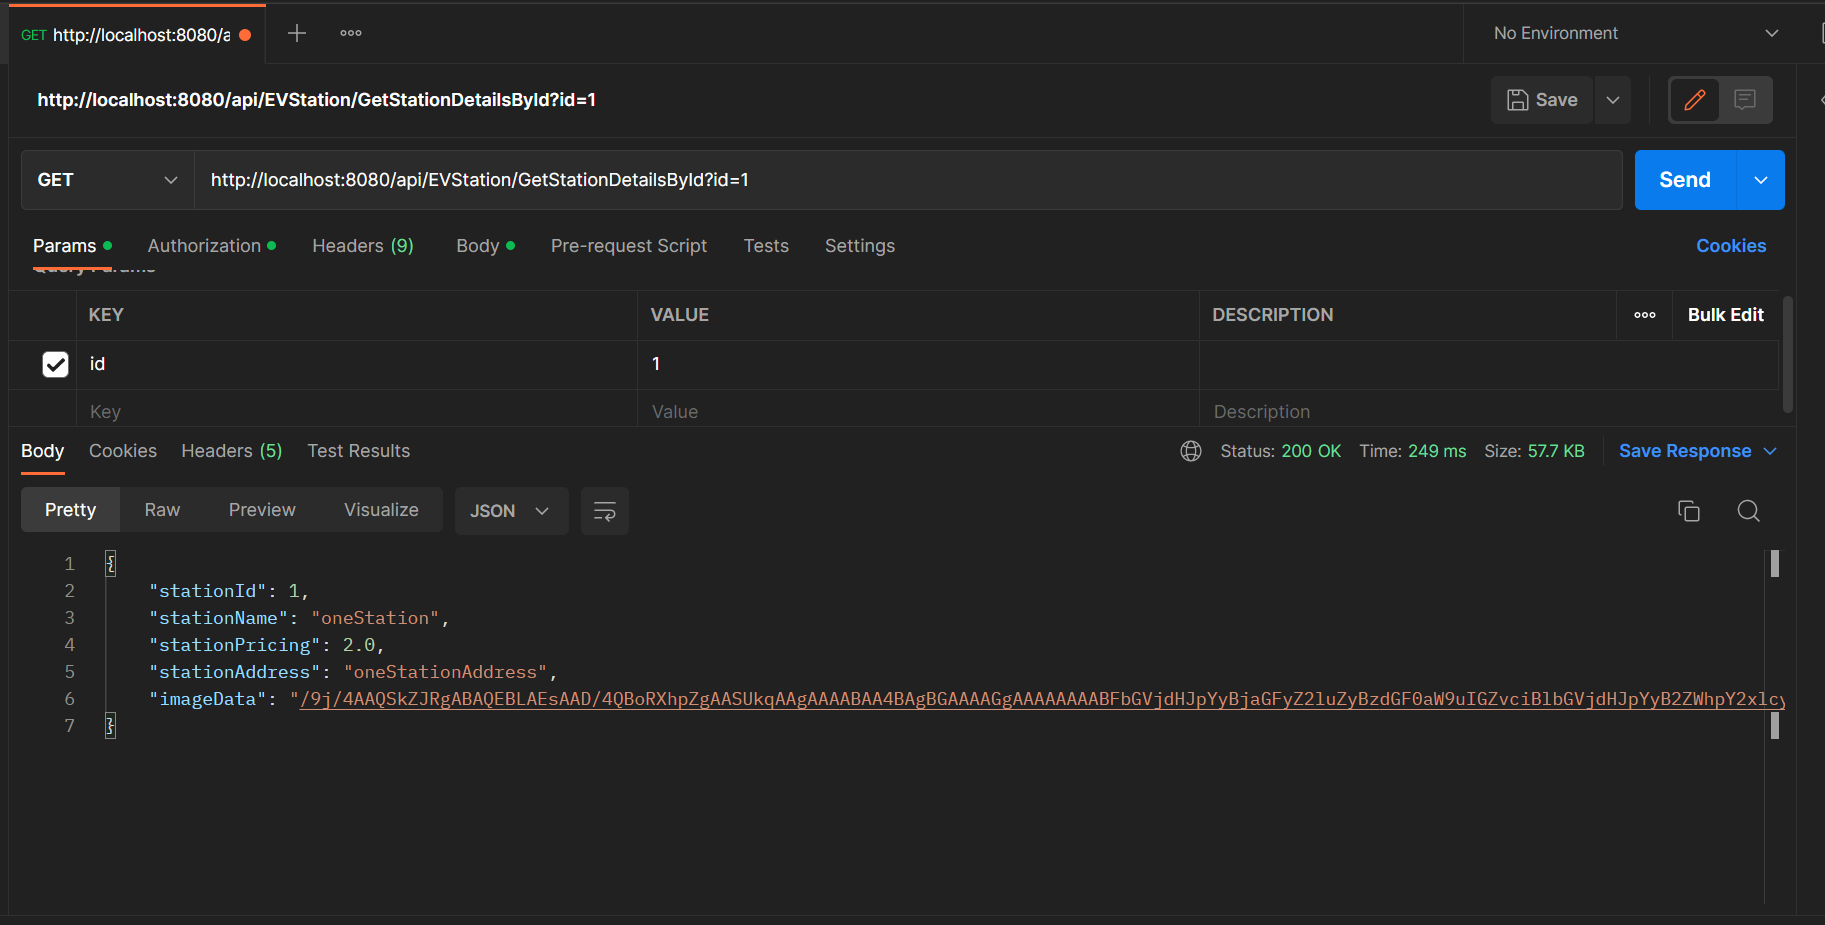 GET http://localhost:8080/a
No Environment
http://localhost:8080/api/EVStation/GetStationDetailsById?id=1
Save
GET http://localhost:8080/api/EVStation/GetStationDetailsById?id=1
Send
Params Authorization Headers (9) Body Pre-request Script Tests Settings Cookies
Query Params
KEY VALUE DESCRIPTION Bulk Edit
id 1
Key Value Description
Body Cookies Headers (5) Test Results Status: 200 OK Time: 249 ms Size: 57.7 KB Save Response
Pretty Raw Preview Visualize JSON
1 {
2 "stationId": 1,
3 "stationName": "oneStation",
4 "stationPricing": 2.0,
5 "stationAddress": "oneStationAddress",
6 "imageData": "/9j/4AAQSkZJRgABAQEBLAEsAAD/4QBoRXhpZgAASUkqAAgAAAABAA4BAgBGAAAAGgAAAAAAAABFbGVjdHJpYyBjaGFyZ2luZyBzdGF0aW9uIGZvciBlbGVjdHJpYyB2ZWhpY2xlcy
7 }